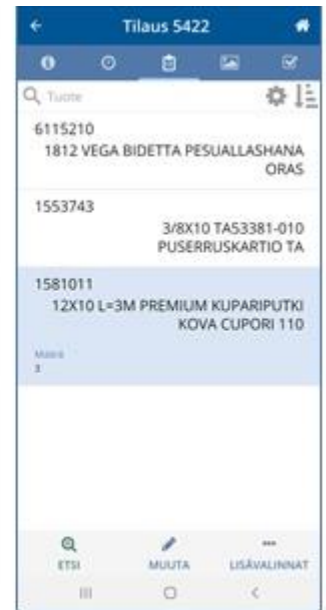 Tilaus 5422
Tuote
6115210
1812 VEGA BIDETTA PESUALLASHANA
ORAS
1553743
3/8X10 TA53381-010
PUSERRUSKARTIO TA
1581011
12X10 L=3M PREMIUM KUPARIPUTKI
KOVA CUPORI 110
Määrä
3
ETSI
MUUTA
LISÄVALINNAT